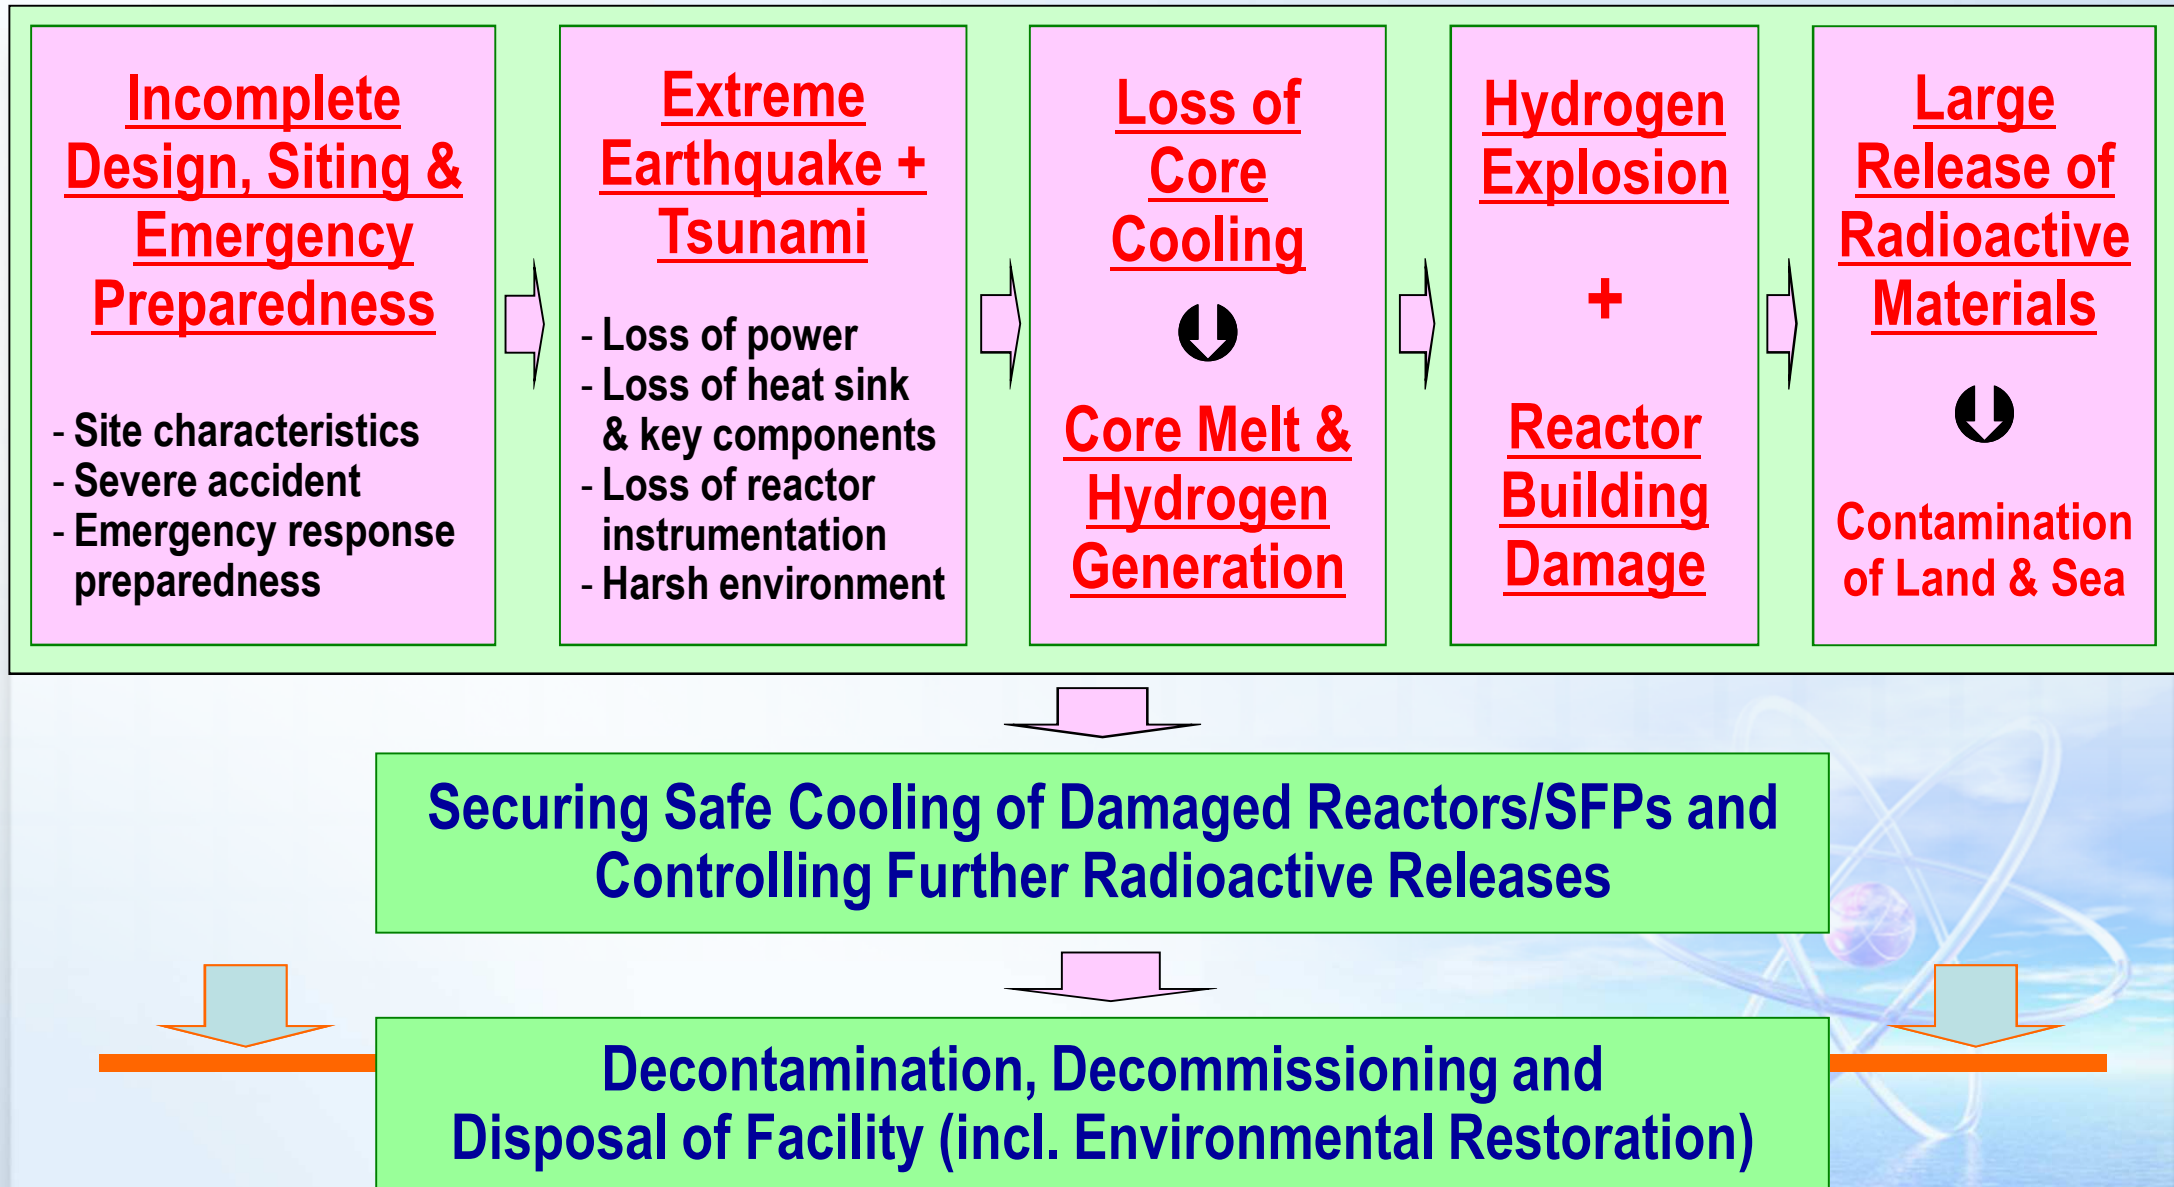 Incomplete
Design, Siting &
Emergency
Preparedness
- Site characteristics
- Severe accident
- Emergency response
preparedness
Extreme
Earthquake +
Tsunami
- Loss of power
- Loss of heat sink
& key components
- Loss of reactor
instrumentation
- Harsh environment
Loss of
Core
Cooling
Core Melt &
Hydrogen
Generation
Hydrogen
Explosion
+
Reactor
Building
Damage
Large
Release of
Radioactive
Materials
Contamination
of Land & Sea
Securing Safe Cooling of Damaged Reactors/SFPs and
Controlling Further Radioactive Releases
Decontamination, Decommissioning and
Disposal of Facility (incl. Environmental Restoration)